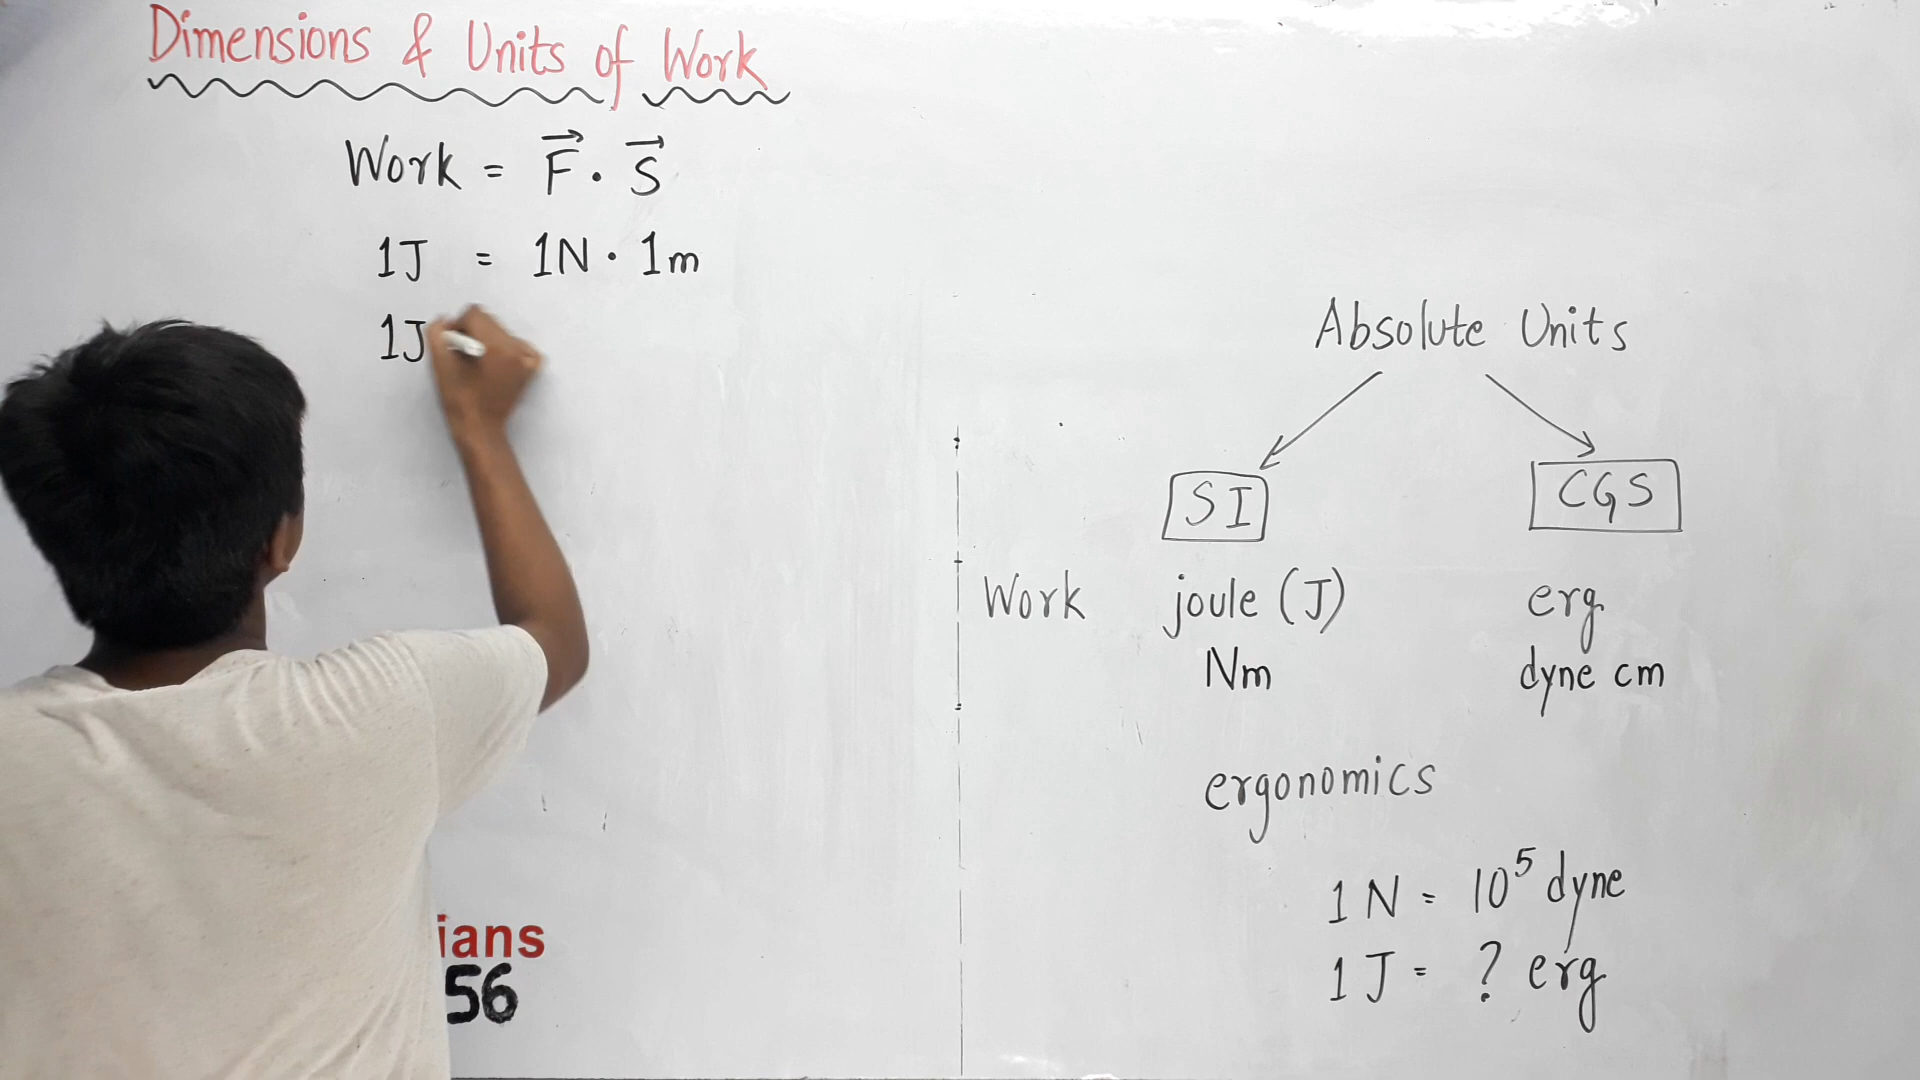 Dimensions & Units of Work
Work = F⃗ · S⃗
1J = 1N · 1m
1J
Absolute Units
SI CGS
Work joule (J) erg
Nm dyne cm
ergonomics
1 N = 10⁵ dyne
1 J = ? erg
ians
56